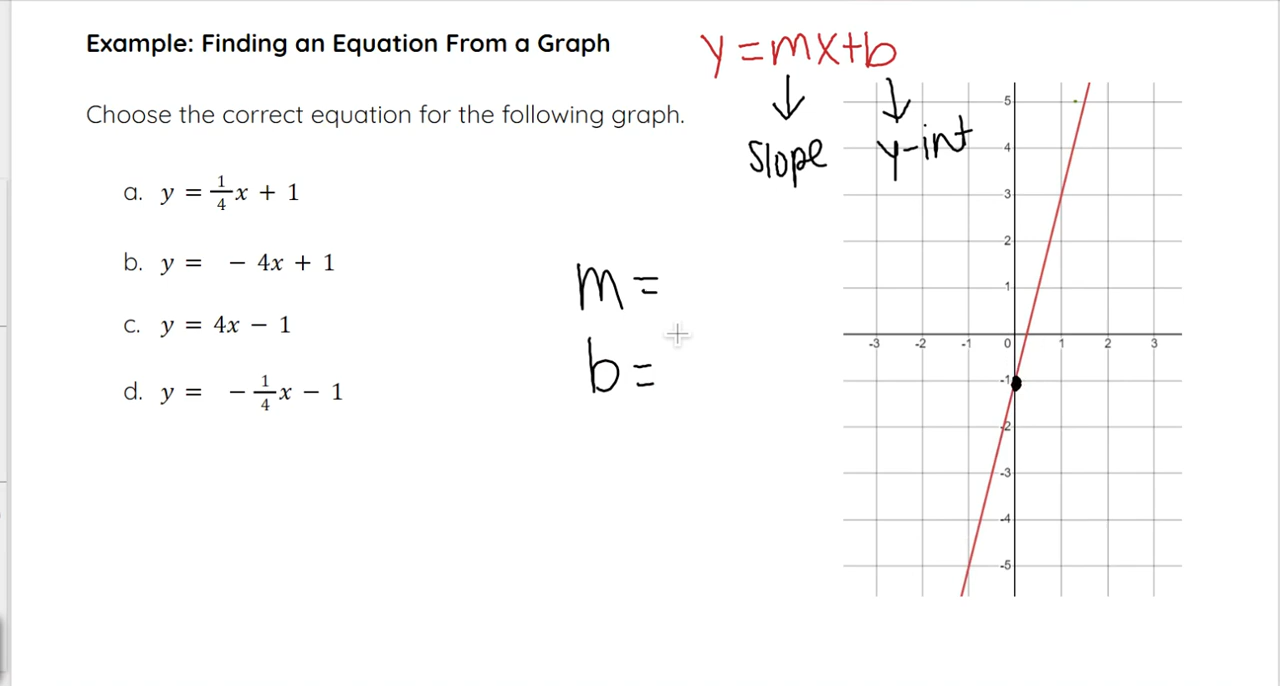 Example: Finding an Equation From a Graph
y = mx + b
Choose the correct equation for the following graph.
slope
y-int
a. y = 1/4 x + 1
b. y = - 4x + 1
c. y = 4x - 1
d. y = - 1/4 x - 1
m =
b =
5
4
3
2
1
-3 -2 -1 0 1 2 3
-1
-2
-3
-4
-5